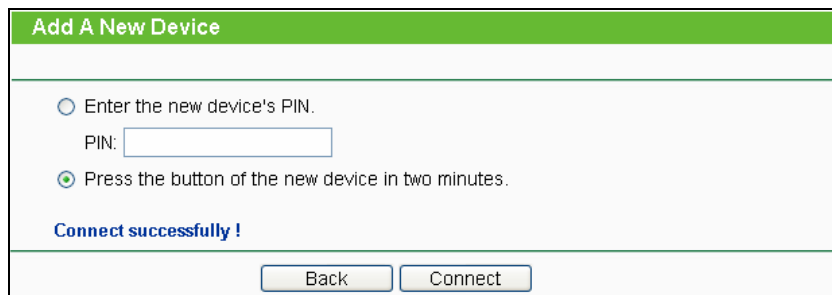 Add A New Device
Enter the new device's PIN.
PIN:
Press the button of the new device in two minutes.
Connect successfully !
Back Connect